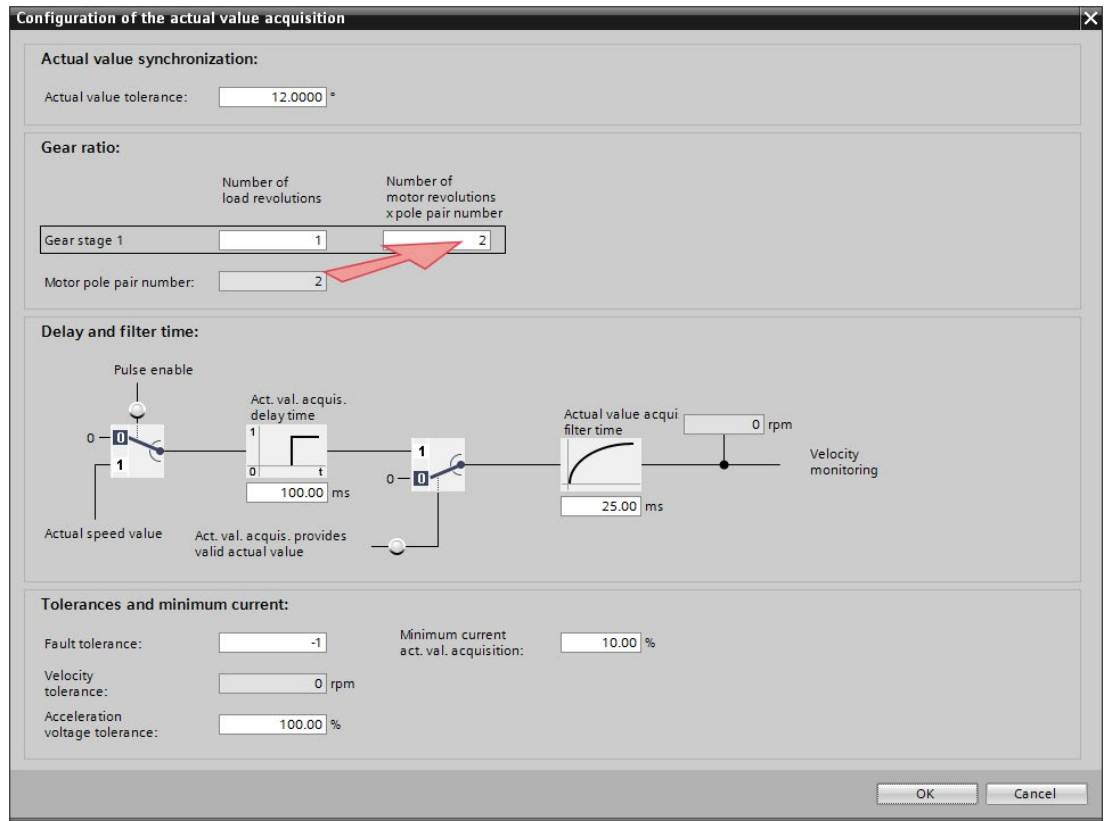 Configuration of the actual value acquisition
Actual value synchronization:
Actual value tolerance: 12.0000 °
Gear ratio:
Number of
load revolutions
Number of
motor revolutions
x pole pair number
Gear stage 1 1 2
Motor pole pair number: 2
Delay and filter time:
Pulse enable
0 0
1
Actual speed value
Act. val. acquis.
delay time
1
0 t
100.00 ms
1
0 0
Act. val. acquis. provides
valid actual value
Actual value acqui
filter time
25.00 ms
0 rpm
Velocity
monitoring
Tolerances and minimum current:
Fault tolerance: -1
Minimum current
act. val. acquisition: 10.00 %
Velocity
tolerance: 0 rpm
Acceleration
voltage tolerance: 100.00 %
OK Cancel